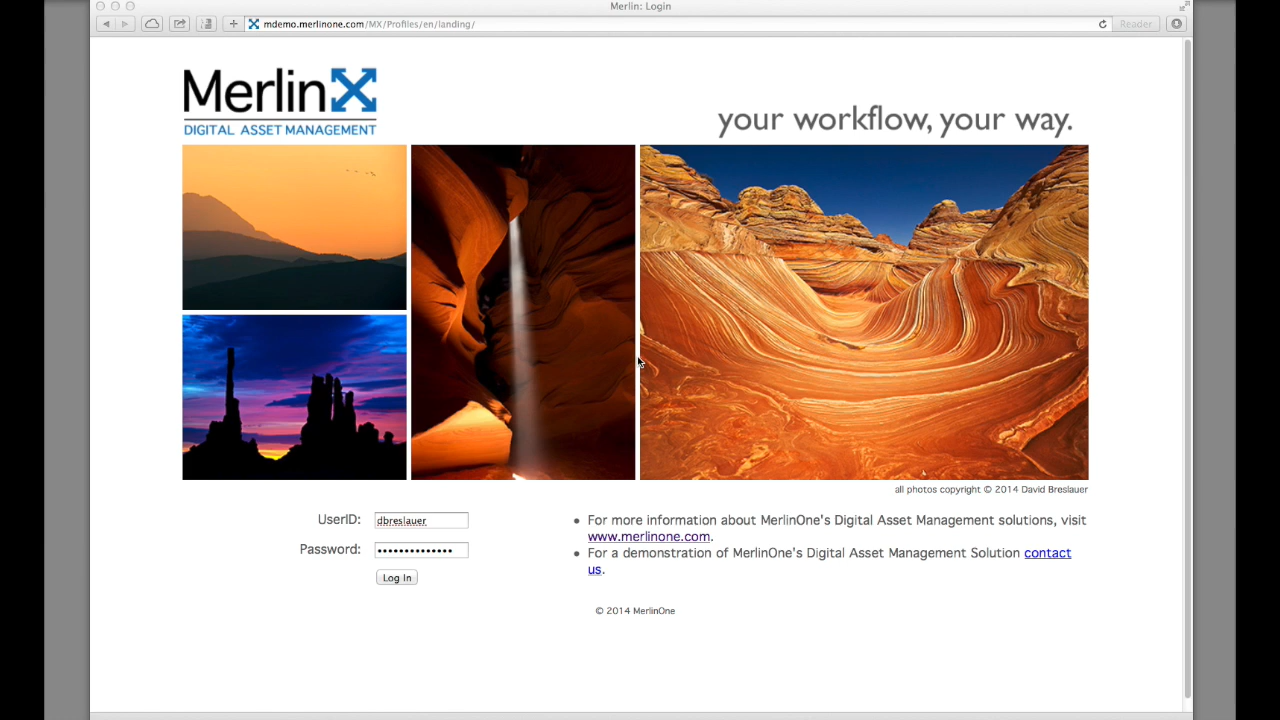 Merlin: Login
mdemo.merlinone.com/MX/Profiles/en/landing/
Reader
MerlinX
DIGITAL ASSET MANAGEMENT
your workflow, your way.
all photos copyright © 2014 David Breslauer
UserID: dbreslauer
Password: ••••••••••••••
Log In
• For more information about MerlinOne's Digital Asset Management solutions, visit
www.merlinone.com.
• For a demonstration of MerlinOne's Digital Asset Management Solution contact
us.
© 2014 MerlinOne